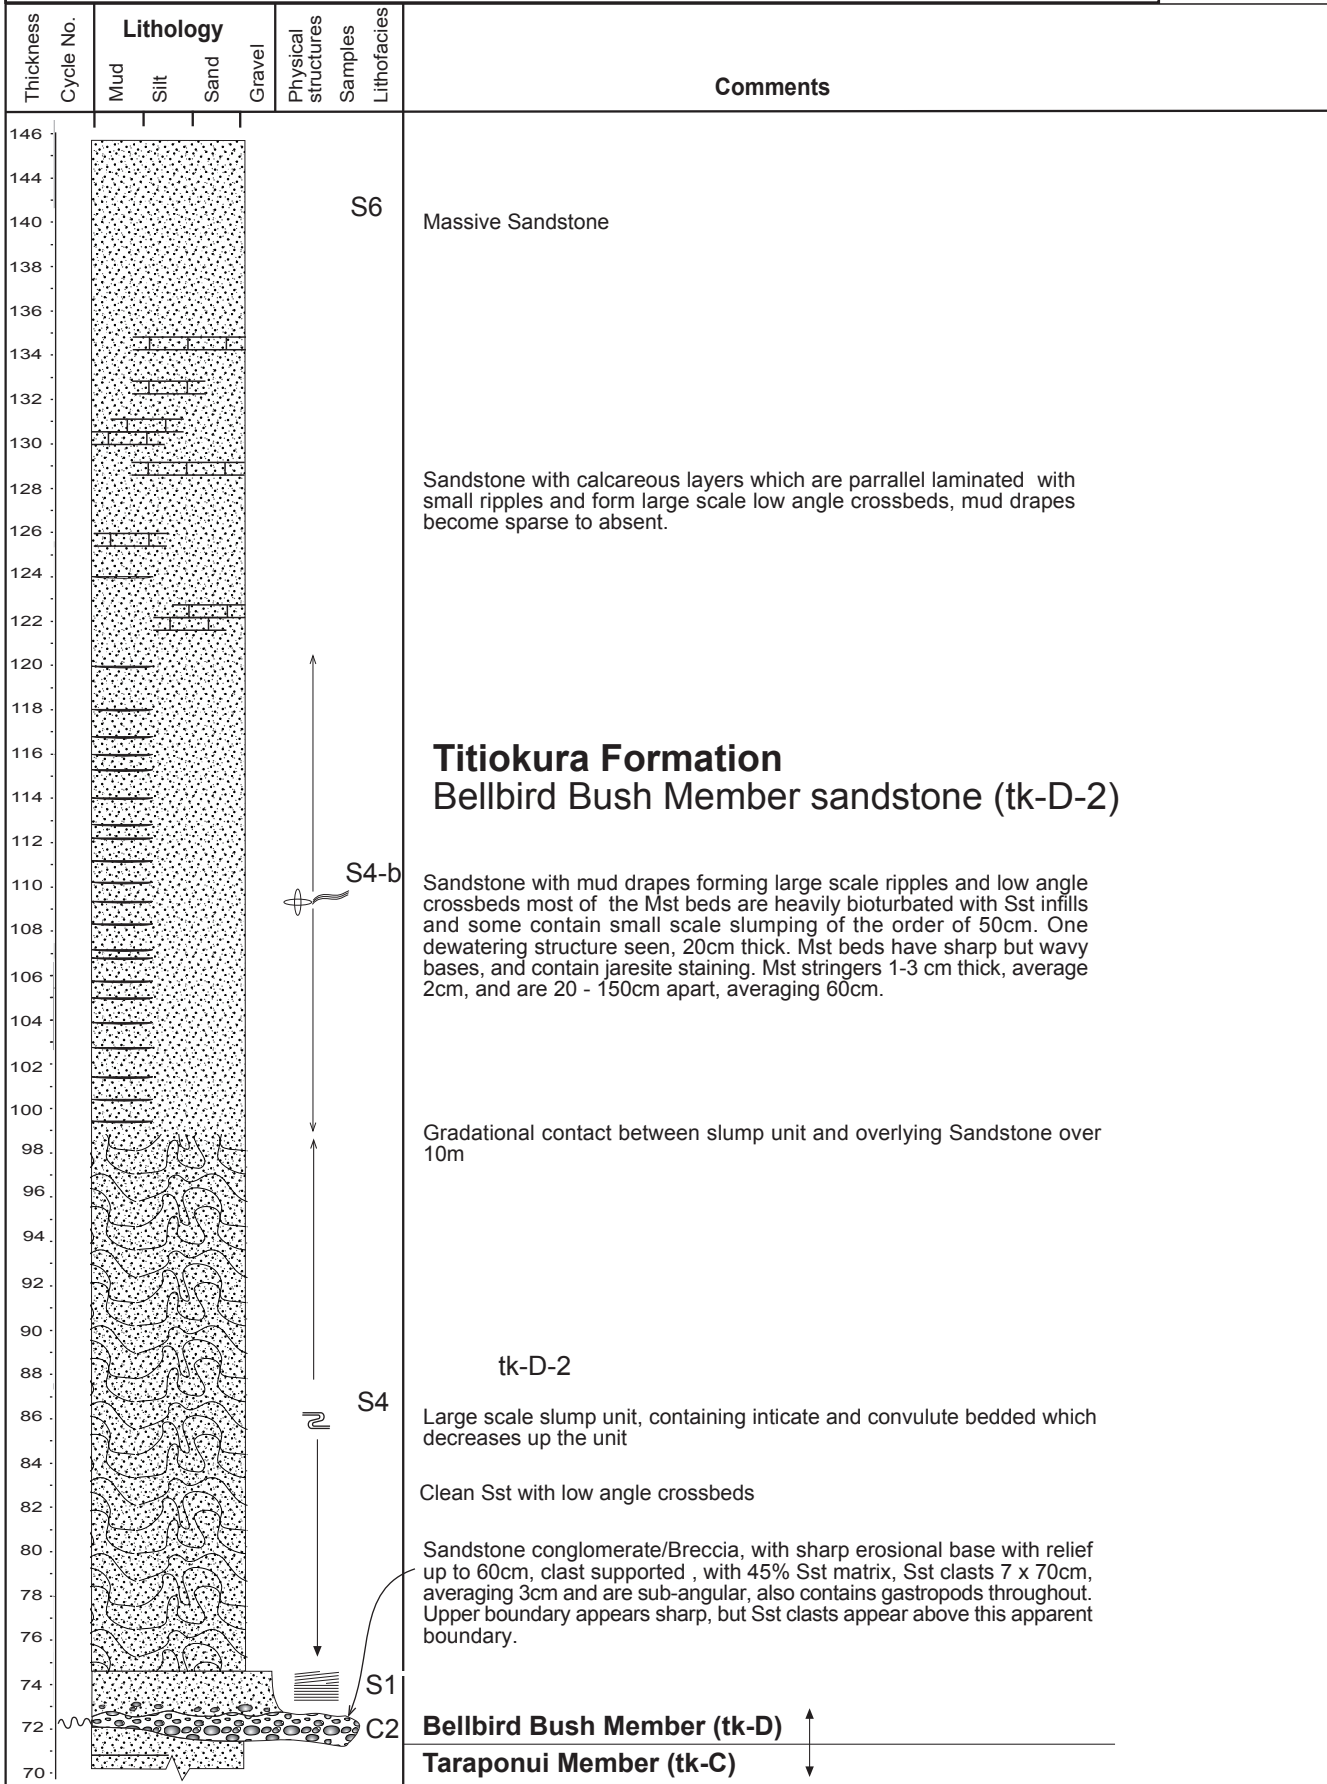 Thickness
Cycle No.
Lithology
Mud
Silt
Sand
Gravel
Physical
structures
Samples
Lithofacies
Comments
146
144
S6
140
Massive Sandstone
138
136
134
132
130
Sandstone with calcareous layers which are parrallel laminated with
128
small ripples and form large scale low angle crossbeds, mud drapes
become sparse to absent.
126
124
122
120
118
116
Titiokura Formation
114
Bellbird Bush Member sandstone (tk-D-2)
112
S4-b
110
Sandstone with mud drapes forming large scale ripples and low angle
crossbeds most of the Mst beds are heavily bioturbated with Sst infills
108
and some contain small scale slumping of the order of 50cm. One
dewatering structure seen, 20cm thick. Mst beds have sharp but wavy
106
bases, and contain jaresite staining. Mst stringers 1-3 cm thick, average
2cm, and are 20 - 150cm apart, averaging 60cm.
104
102
100
Gradational contact between slump unit and overlying Sandstone over
98
10m
96
94
92
90
88
tk-D-2
S4
86
Large scale slump unit, containing inticate and convulute bedded which
decreases up the unit
84
Clean Sst with low angle crossbeds
82
80
Sandstone conglomerate/Breccia, with sharp erosional base with relief
up to 60cm, clast supported , with 45% Sst matrix, Sst clasts 7 x 70cm,
78
averaging 3cm and are sub-angular, also contains gastropods throughout.
Upper boundary appears sharp, but Sst clasts appear above this apparent
76
boundary.
74
S1
72
C2
Bellbird Bush Member (tk-D)
Taraponui Member (tk-C)
70